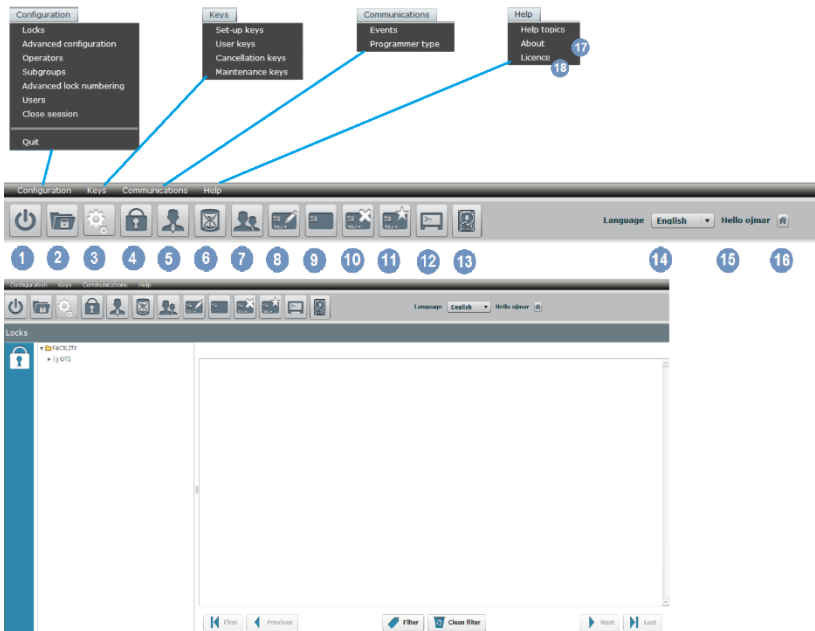 Configuration
Locks
Advanced configuration
Operators
Subgroups
Advanced lock numbering
Users
Close session
Quit
Keys
Set-up keys
User keys
Cancellation keys
Maintenance keys
Communications
Events
Programmer type
Help
Help topics
About
Licence
17
18
Configuration Keys Communications Help
Language English Hello ojmar
1 2 3 4 5 6 7 8 9 10 11 12 13 14 15 16
Configuration Keys Communications Help
Language English Hello ojmar
Locks
FACILITY
OTS
First Previous Filter Clean filter Next Last